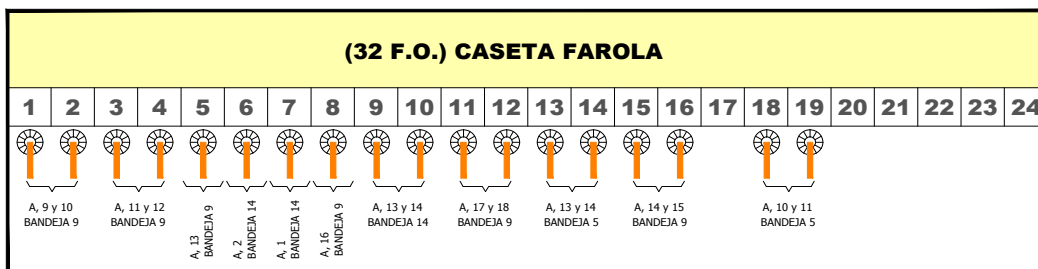 (32 F.O.) CASETA FAROLA
1 2 3 4 5 6 7 8 9 10 11 12 13 14 15 16 17 18 19 20 21 22 23 24
A, 9 y 10
BANDEJA 9
A, 11 y 12
BANDEJA 9
A, 13
BANDEJA 9
A, 2
BANDEJA 14
A, 1
BANDEJA 14
A, 16
BANDEJA 9
A, 13 y 14
BANDEJA 14
A, 17 y 18
BANDEJA 9
A, 13 y 14
BANDEJA 5
A, 14 y 15
BANDEJA 9
A, 10 y 11
BANDEJA 5